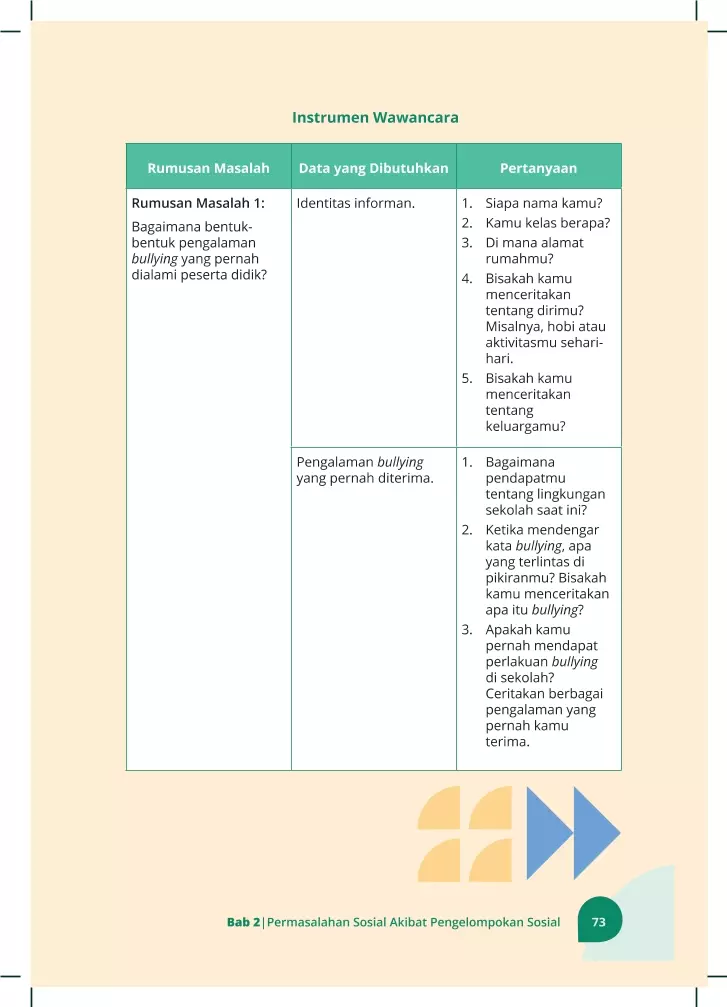 Instrumen Wawancara
Rumusan Masalah
Data yang Dibutuhkan
Pertanyaan
Rumusan Masalah 1:
Bagaimana bentuk-
bentuk pengalaman
bullying yang pernah
dialami peserta didik?
Identitas informan.
1. Siapa nama kamu?
2. Kamu kelas berapa?
3. Di mana alamat
rumahmu?
4. Bisakah kamu
menceritakan
tentang dirimu?
Misalnya, hobi atau
aktivitasmu sehari-
hari.
5. Bisakah kamu
menceritakan
tentang
keluargamu?
Pengalaman bullying
yang pernah diterima.
1. Bagaimana
pendapatmu
tentang lingkungan
sekolah saat ini?
2. Ketika mendengar
kata bullying, apa
yang terlintas di
pikiranmu? Bisakah
kamu menceritakan
apa itu bullying?
3. Apakah kamu
pernah mendapat
perlakuan bullying
di sekolah?
Ceritakan berbagai
pengalaman yang
pernah kamu
terima.
Bab 2|Permasalahan Sosial Akibat Pengelompokan Sosial 73